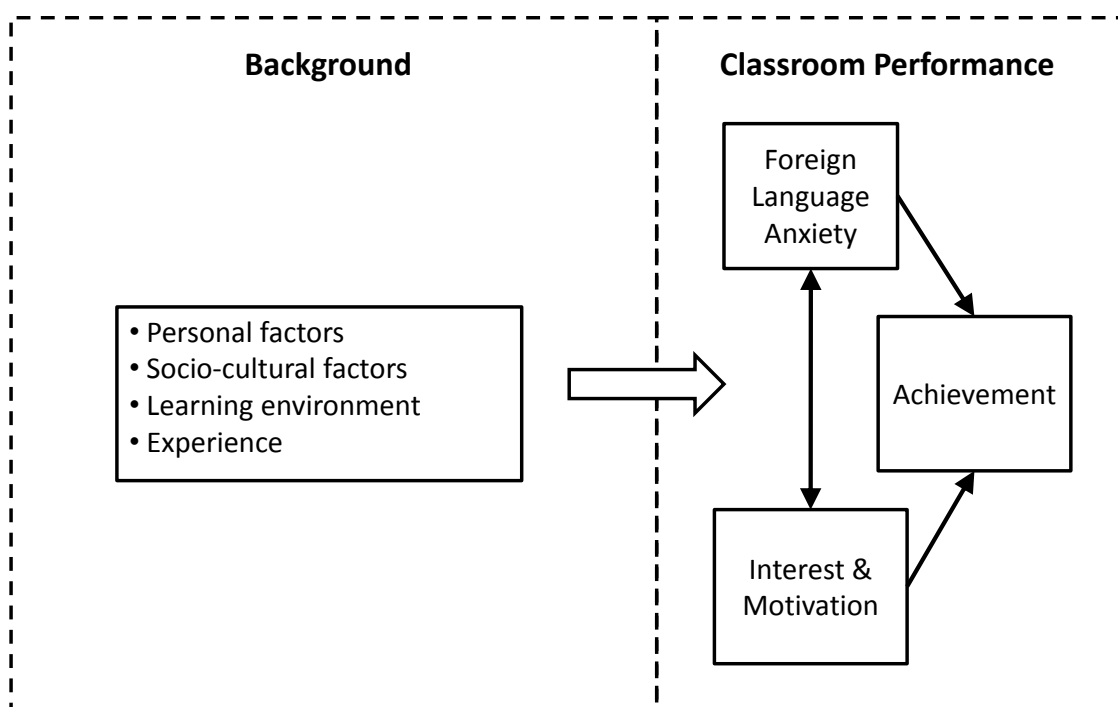 Background
Classroom Performance
Foreign
Language
Anxiety
• Personal factors
• Socio-cultural factors
• Learning environment
• Experience
Achievement
Interest &
Motivation